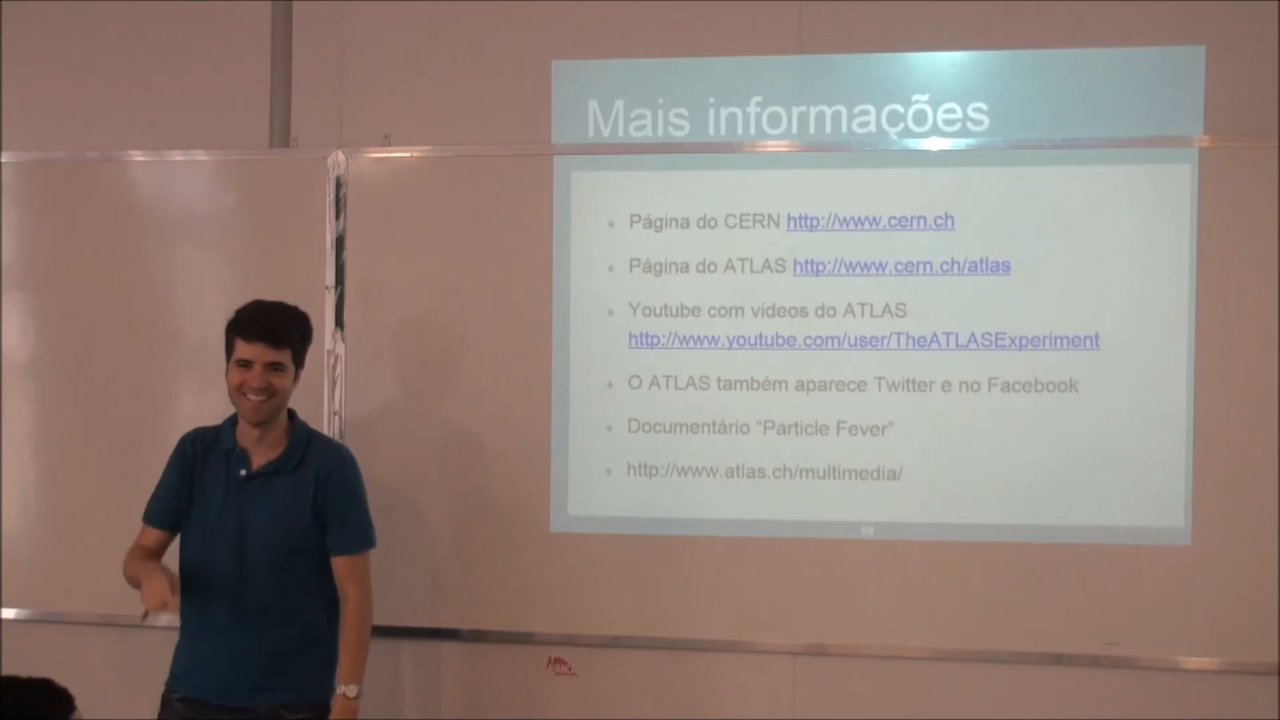 Mais informações
Página do CERN http://www.cern.ch
Página do ATLAS http://www.cern.ch/atlas
Youtube com videos do ATLAS
http://www.youtube.com/user/TheATLASExperiment
O ATLAS também aparece Twitter e no Facebook
Documentário “Particle Fever”
http://www.atlas.ch/multimedia/